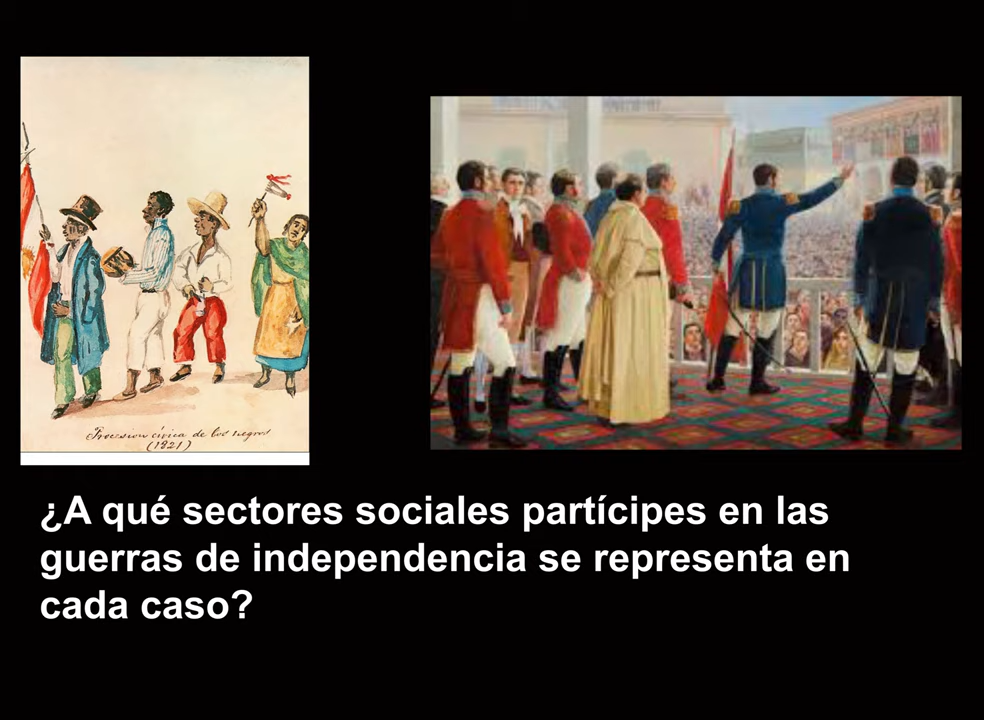 Procesion cívica de los negros
(1821)
¿A qué sectores sociales partícipes en las
guerras de independencia se representa en
cada caso?